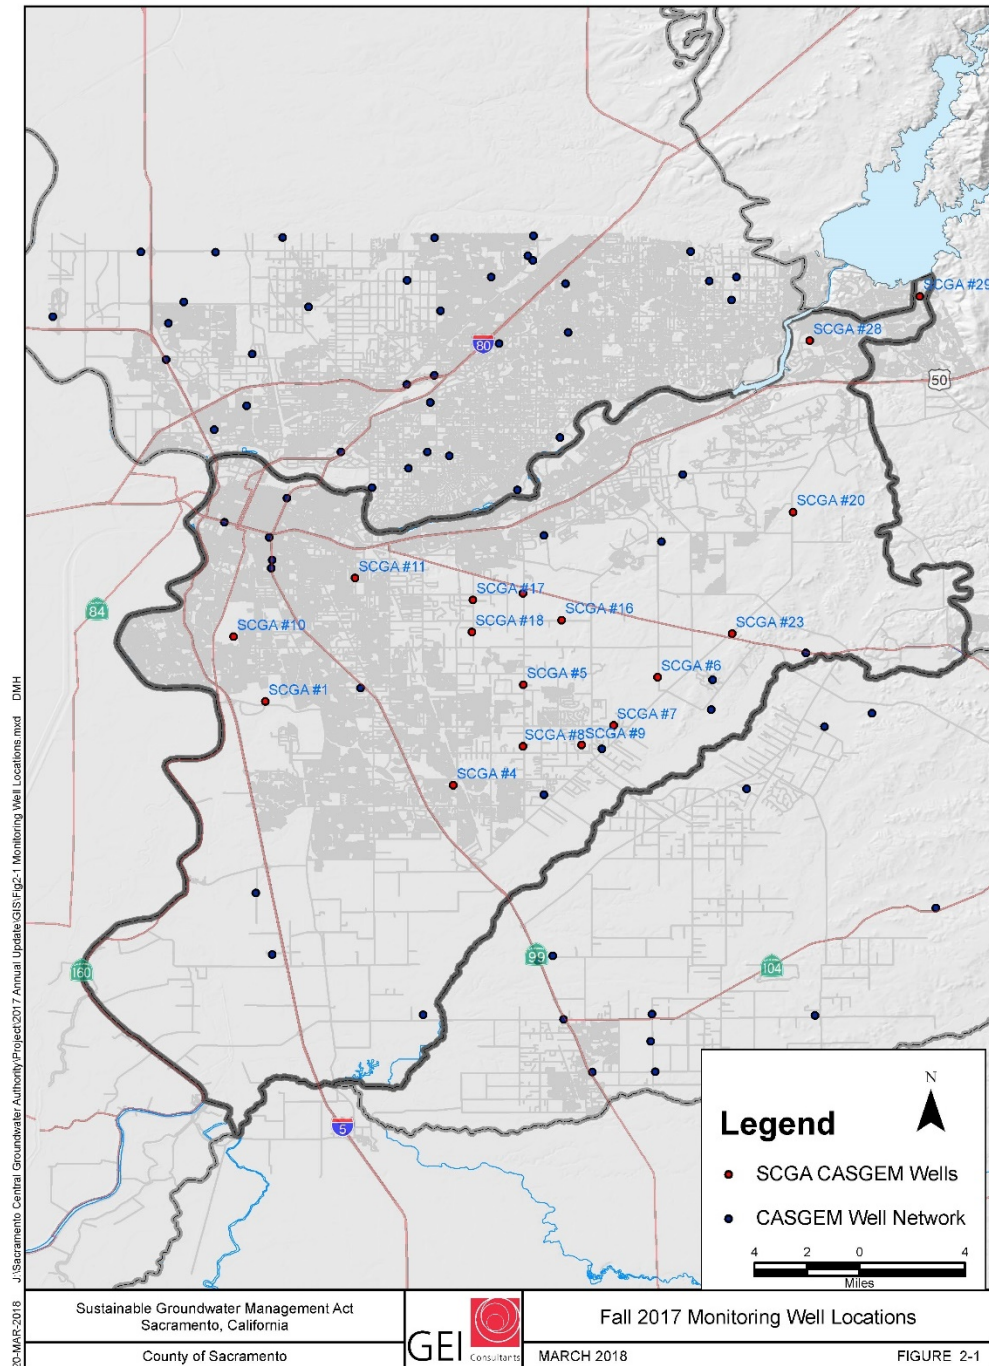 SCGA #29
SCGA #28
80
50
SCGA #20
SCGA #11
SCGA #17
84
SCGA #16
SCGA #10
SCGA #18
SCGA #23
SCGA #5
SCGA #6
SCGA #1
SCGA #7
SCGA #8
SCGA #9
SCGA #4
99
160
104
5
N
Legend
SCGA CASGEM Wells
CASGEM Well Network
4 2 0 4
Miles
20-MAR-2018 J:\Sacramento Central Groundwater Authority\Project\2017 Annual Update\GIS\Fig2-1 Monitoring Well Locations.mxd DMH
Sustainable Groundwater Management Act
Sacramento, California
County of Sacramento
GEI Consultants
Fall 2017 Monitoring Well Locations
MARCH 2018
FIGURE 2-1